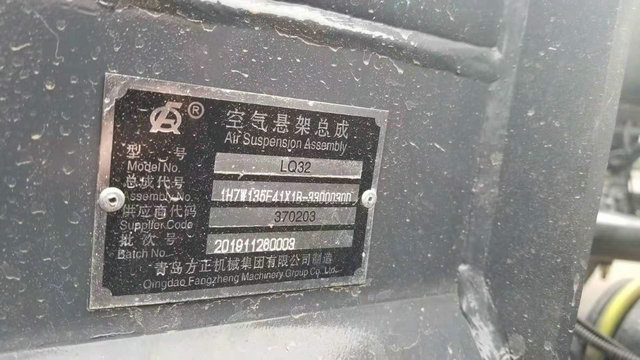 ®
空气悬架总成
Air Suspension Assembly
型 号
Model No.
LQ32
总成代号
Assembly No.
供应商代码
Supplier Code
370203
批次号
Batch No.
201911260003
青岛方正机械集团有限公司制造
Qingdao Fangzheng Machinery Group Co., Ltd.